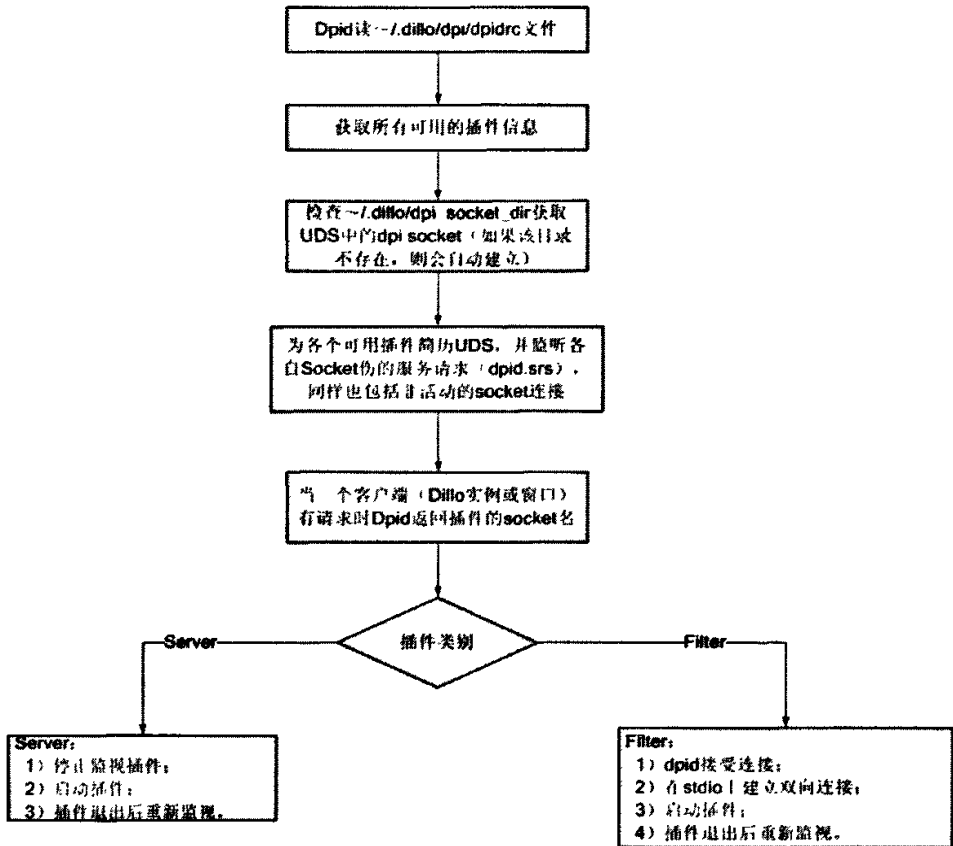 Dpid读~/.dillo/dpi/dpidrc文件
获取所有可用的插件信息
检查~/.dillo/dpi_socket_dir获取
UDS中的dpi socket（如果该目录
不存在，则会自动建立）
为各个可用插件简历UDS，并监听各
自Socket伤的服务请求（dpid.srs），
同样也包括非活动的socket连接
当一个客户端（Dillo实例或窗口）
有请求时Dpid返回插件的socket名
插件类别
Server
Filter
Server：
1）停止监视插件；
2）启动插件；
3）插件退出后重新监视。
Filter：
1）dpid接受连接；
2）在stdio上建立双向连接；
3）启动插件；
4）插件退出后重新监视。